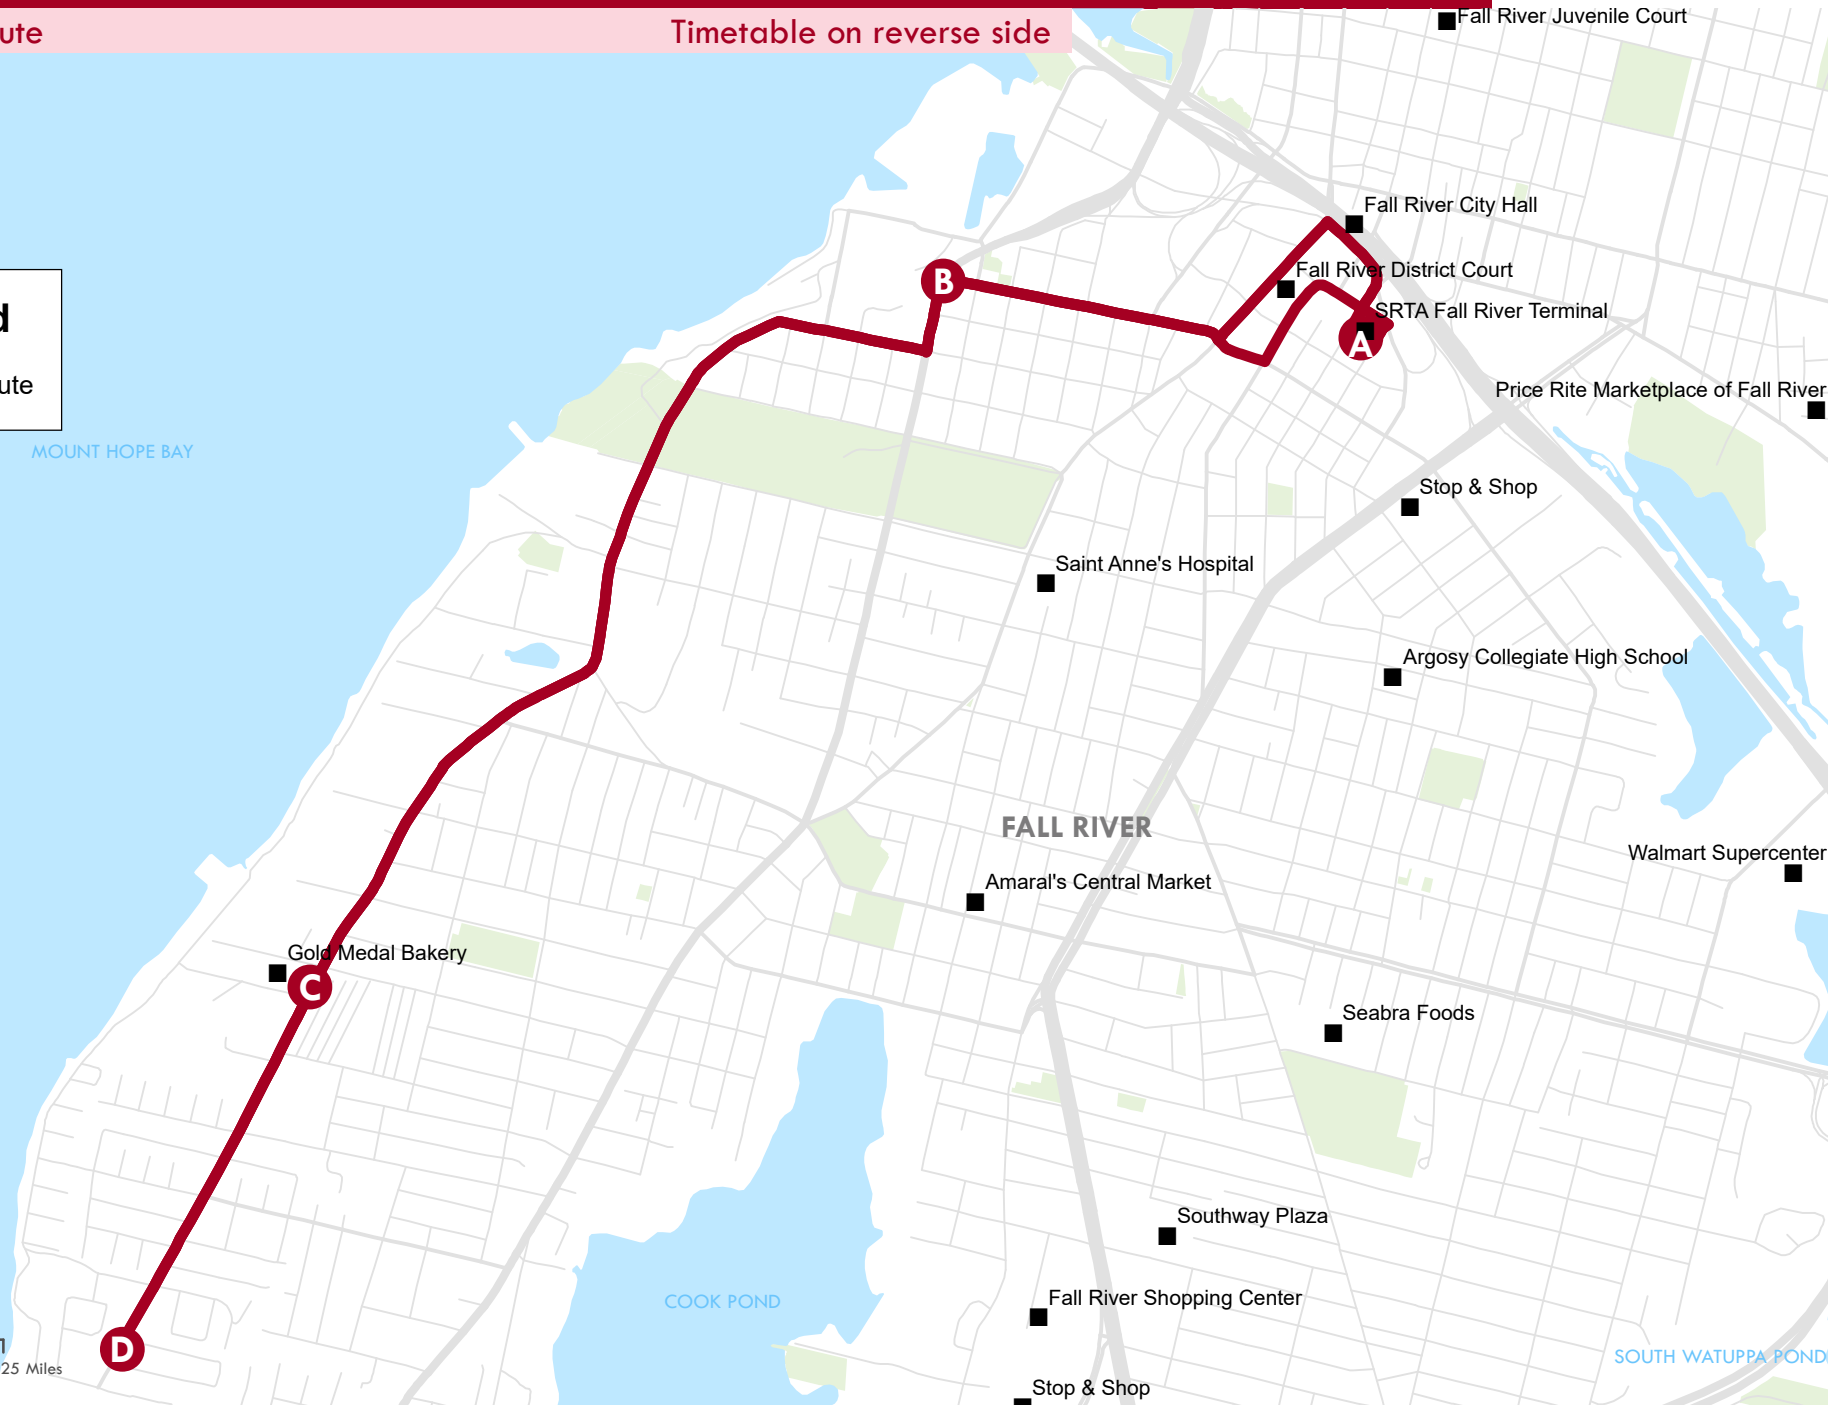 ute
Timetable on reverse side
Fall River Juvenile Court
Fall River City Hall
B
Fall River District Court
d
SRTA Fall River Terminal
A
ute
Price Rite Marketplace of Fall River
MOUNT HOPE BAY
Stop & Shop
Saint Anne's Hospital
Argosy Collegiate High School
FALL RIVER
Walmart Supercenter
Amaral's Central Market
Gold Medal Bakery
C
Seabra Foods
Southway Plaza
Fall River Shopping Center
COOK POND
D
1
25 Miles
SOUTH WATUPPA POND
Stop & Shop